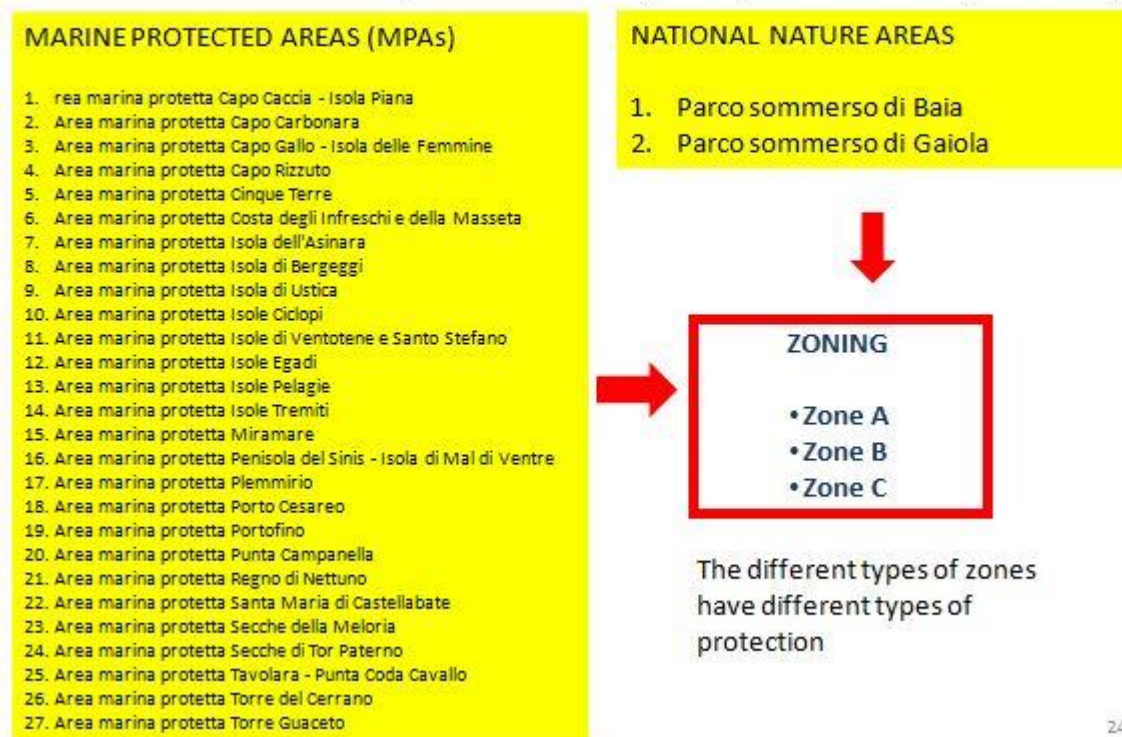 MARINE PROTECTED AREAS (MPAs)
1. rea marina protetta Capo Caccia - Isola Piana
2. Area marina protetta Capo Carbonara
3. Area marina protetta Capo Gallo - Isola delle Femmine
4. Area marina protetta Capo Rizzuto
5. Area marina protetta Cinque Terre
6. Area marina protetta Costa degli Infreschi e della Masseta
7. Area marina protetta Isola dell'Asinara
8. Area marina protetta Isola di Bergeggi
9. Area marina protetta Isola di Ustica
10. Area marina protetta Isole Ciclopi
11. Area marina protetta Isole di Ventotene e Santo Stefano
12. Area marina protetta Isole Egadi
13. Area marina protetta Isole Pelagie
14. Area marina protetta Isole Tremiti
15. Area marina protetta Miramare
16. Area marina protetta Penisola del Sinis - Isola di Mal di Ventre
17. Area marina protetta Plemmirio
18. Area marina protetta Porto Cesareo
19. Area marina protetta Portofino
20. Area marina protetta Punta Campanella
21. Area marina protetta Regno di Nettuno
22. Area marina protetta Santa Maria di Castellabate
23. Area marina protetta Secche della Meloria
24. Area marina protetta Secche di Tor Paterno
25. Area marina protetta Tavolara - Punta Coda Cavallo
26. Area marina protetta Torre del Cerrano
27. Area marina protetta Torre Guaceto
NATIONAL NATURE AREAS
1. Parco sommerso di Baia
2. Parco sommerso di Gaiola
ZONING
•Zone A
•Zone B
•Zone C
The different types of zones
have different types of
protection
24